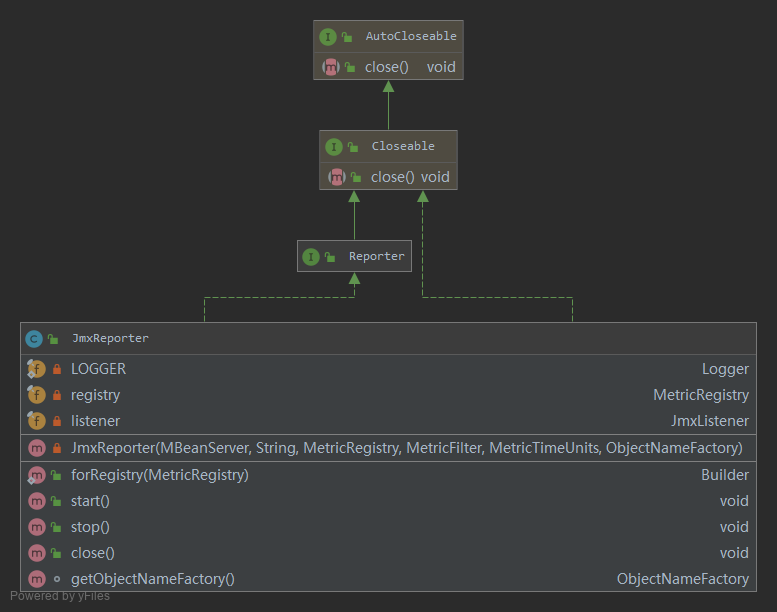 AutoCloseable
close() void
Closeable
close() void
Reporter
JmxReporter
LOGGER Logger
registry MetricRegistry
listener JmxListener
JmxReporter(MBeanServer, String, MetricRegistry, MetricFilter, MetricTimeUnits, ObjectNameFactory)
forRegistry(MetricRegistry) Builder
start() void
stop() void
close() void
getObjectNameFactory() ObjectNameFactory
Powered by yFiles